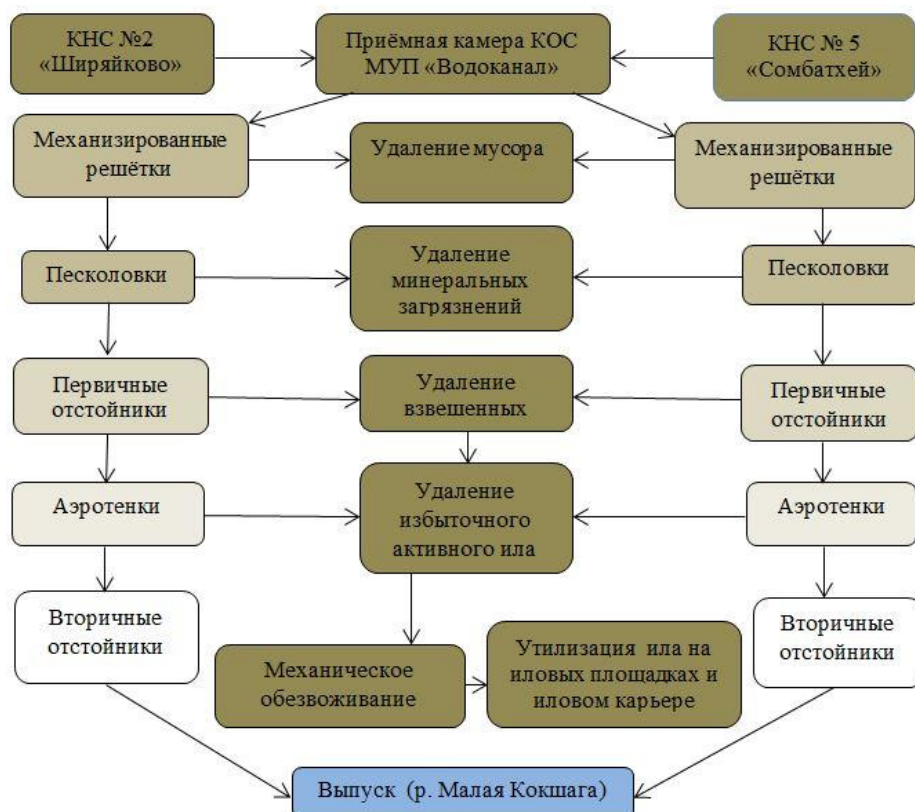 КНС №2
«Ширяйково»
Приёмная камера КОС
МУП «Водоканал»
КНС № 5
«Сомбатхей»
Механизированные
решётки
Удаление мусора
Механизированные
решётки
Песколовки
Удаление
минеральных
загрязнений
Песколовки
Первичные
отстойники
Удаление
взвешенных
Первичные
отстойники
Аэротенки
Удаление
избыточного
активного ила
Аэротенки
Вторичные
отстойники
Вторичные
отстойники
Механическое
обезвоживание
Утилизация ила на
иловых площадках и
иловом карьере
Выпуск (р. Малая Кокшага)